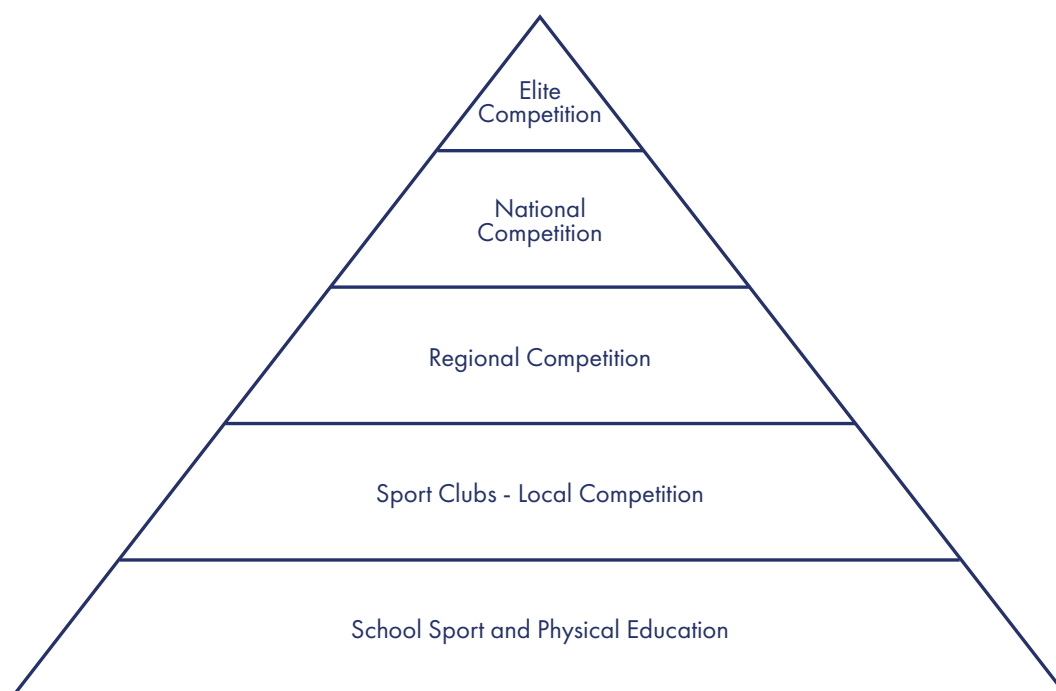 Elite
Competition
National
Competition
Regional Competition
Sport Clubs - Local Competition
School Sport and Physical Education